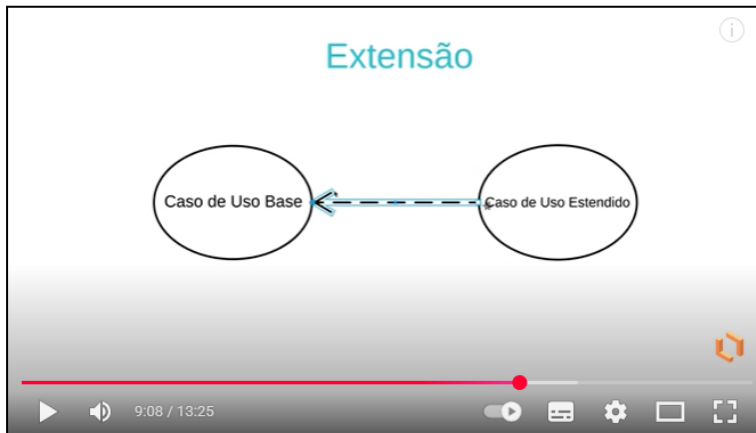 Extensão
Caso de Uso Base
Caso de Uso Estendido
9:08 / 13:25